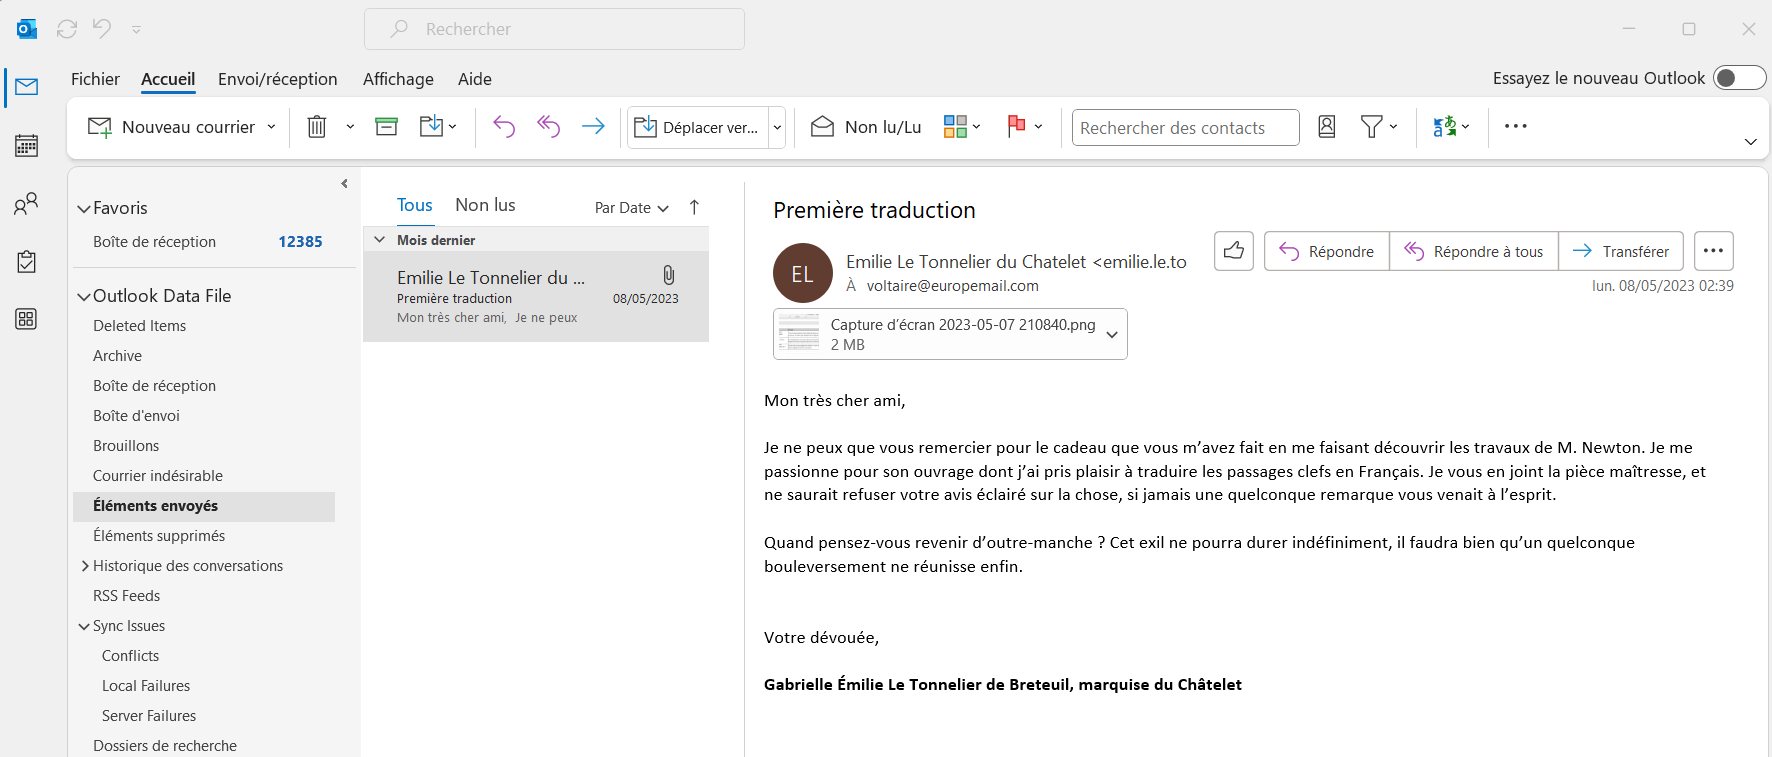 Rechercher
Fichier Accueil Envoi/réception Affichage Aide
Essayez le nouveau Outlook
Nouveau courrier
Déplacer ver...
Non lu/Lu
Rechercher des contacts
Favoris
Boîte de réception 12385
Outlook Data File
Deleted Items
Archive
Boîte de réception
Boîte d'envoi
Brouillons
Courrier indésirable
Éléments envoyés
Éléments supprimés
Historique des conversations
RSS Feeds
Sync Issues
Conflicts
Local Failures
Server Failures
Dossiers de recherche
Tous Non lus Par Date
Mois dernier
Emilie Le Tonnelier du ...
Première traduction 08/05/2023
Mon très cher ami, Je ne peux
Première traduction
EL
Emilie Le Tonnelier du Chatelet <emilie.le.to
À voltaire@europemail.com
Répondre Répondre à tous Transférer
lun. 08/05/2023 02:39
Capture d’écran 2023-05-07 210840.png
2 MB
Mon très cher ami,
Je ne peux que vous remercier pour le cadeau que vous m’avez fait en me faisant découvrir les travaux de M. Newton. Je me
passionne pour son ouvrage dont j’ai pris plaisir à traduire les passages clefs en Français. Je vous en joint la pièce maîtresse, et
ne saurait refuser votre avis éclairé sur la chose, si jamais une quelconque remarque vous venait à l’esprit.
Quand pensez-vous revenir d’outre-manche ? Cet exil ne pourra durer indéfiniment, il faudra bien qu’un quelconque
bouleversement ne réunisse enfin.
Votre dévouée,
Gabrielle Émilie Le Tonnelier de Breteuil, marquise du Châtelet